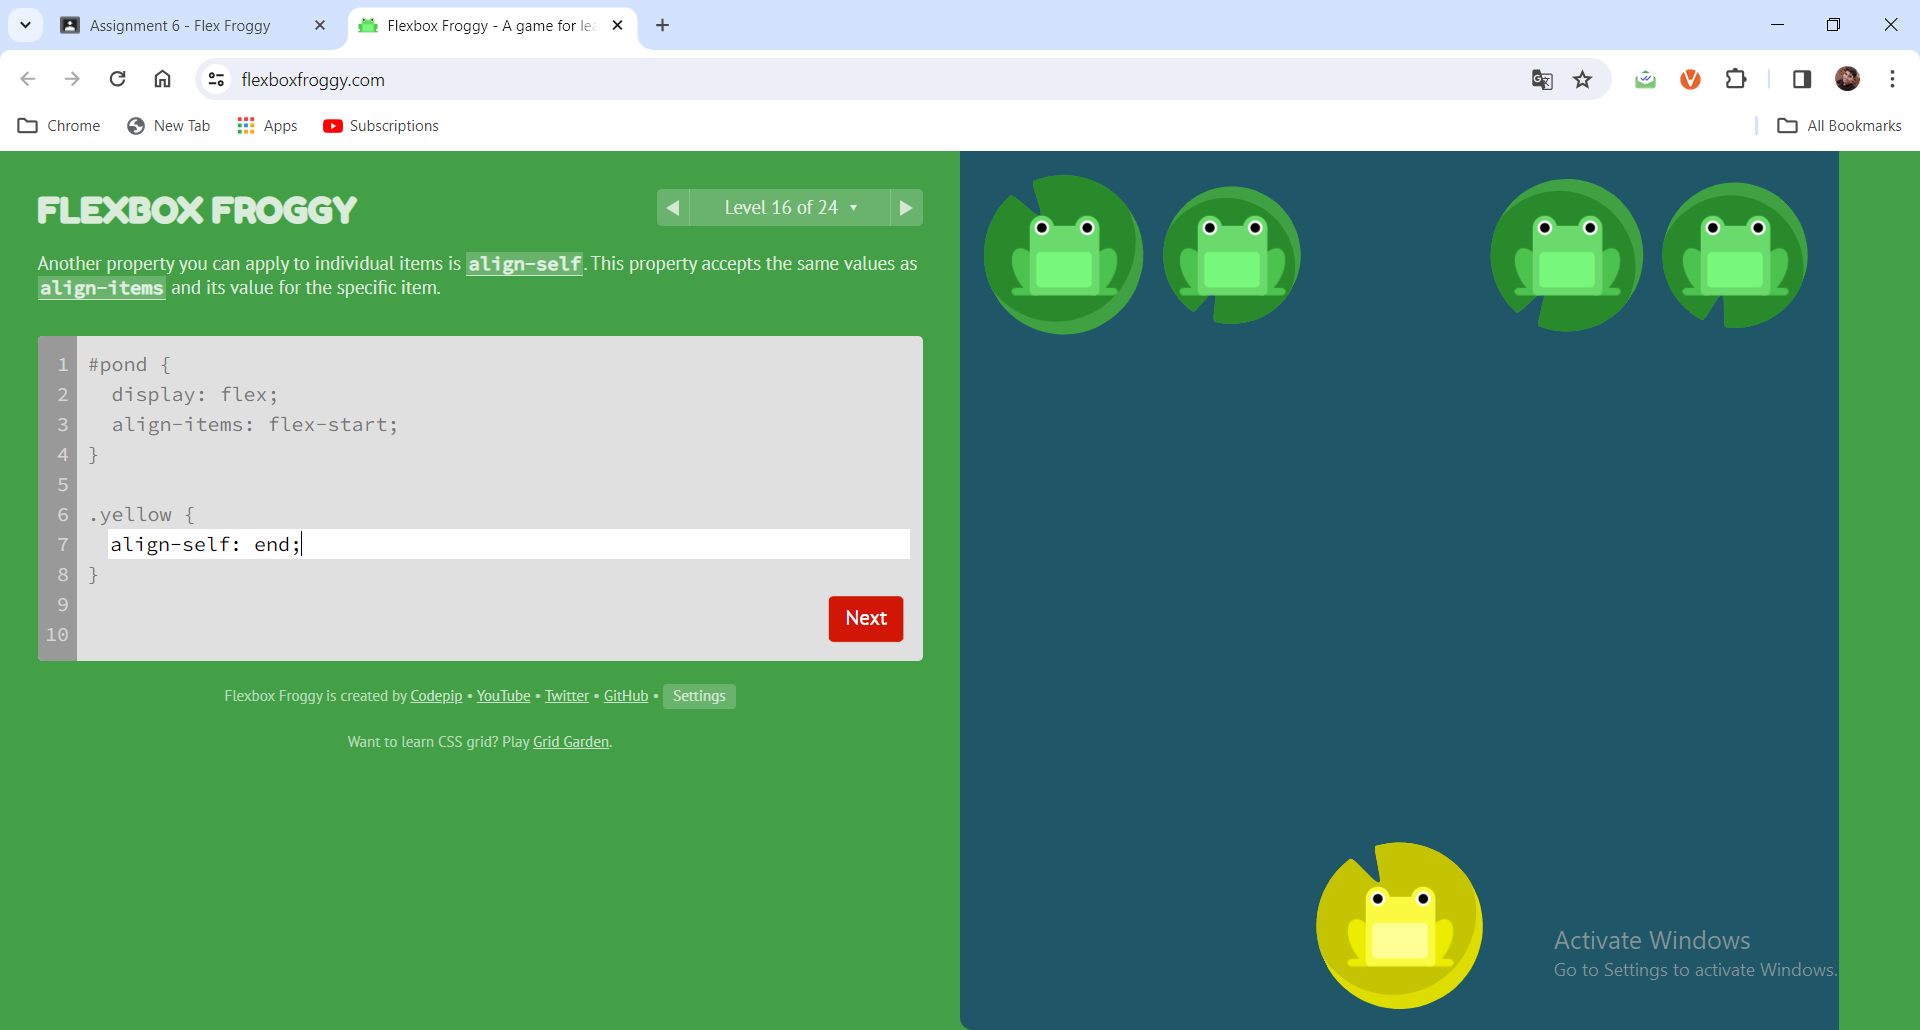 Assignment 6 - Flex Froggy
Flexbox Froggy - A game for lea
flexboxfroggy.com
Chrome
New Tab
Apps
Subscriptions
All Bookmarks
FLEXBOX FROGGY
Level 16 of 24
Another property you can apply to individual items is align-self. This property accepts the same values as
align-items and its value for the specific item.
1 #pond {
2 display: flex;
3 align-items: flex-start;
4 }
5
6 .yellow {
7 align-self: end;
8 }
9
10
Next
Flexbox Froggy is created by Codepip • YouTube • Twitter • GitHub • Settings
Want to learn CSS grid? Play Grid Garden.
Activate Windows
Go to Settings to activate Windows.